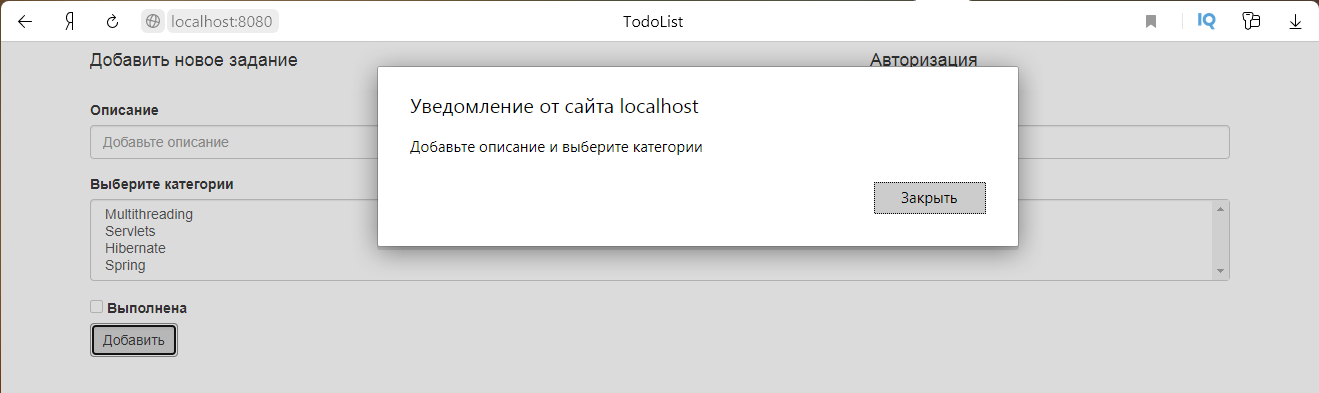 Я
localhost:8080
TodoList
IQ
Добавить новое задание
Авторизация
Уведомление от сайта localhost
Добавьте описание и выберите категории
Закрыть
Описание
Добавьте описание
Выберите категории
Multithreading
Servlets
Hibernate
Spring
Выполнена
Добавить